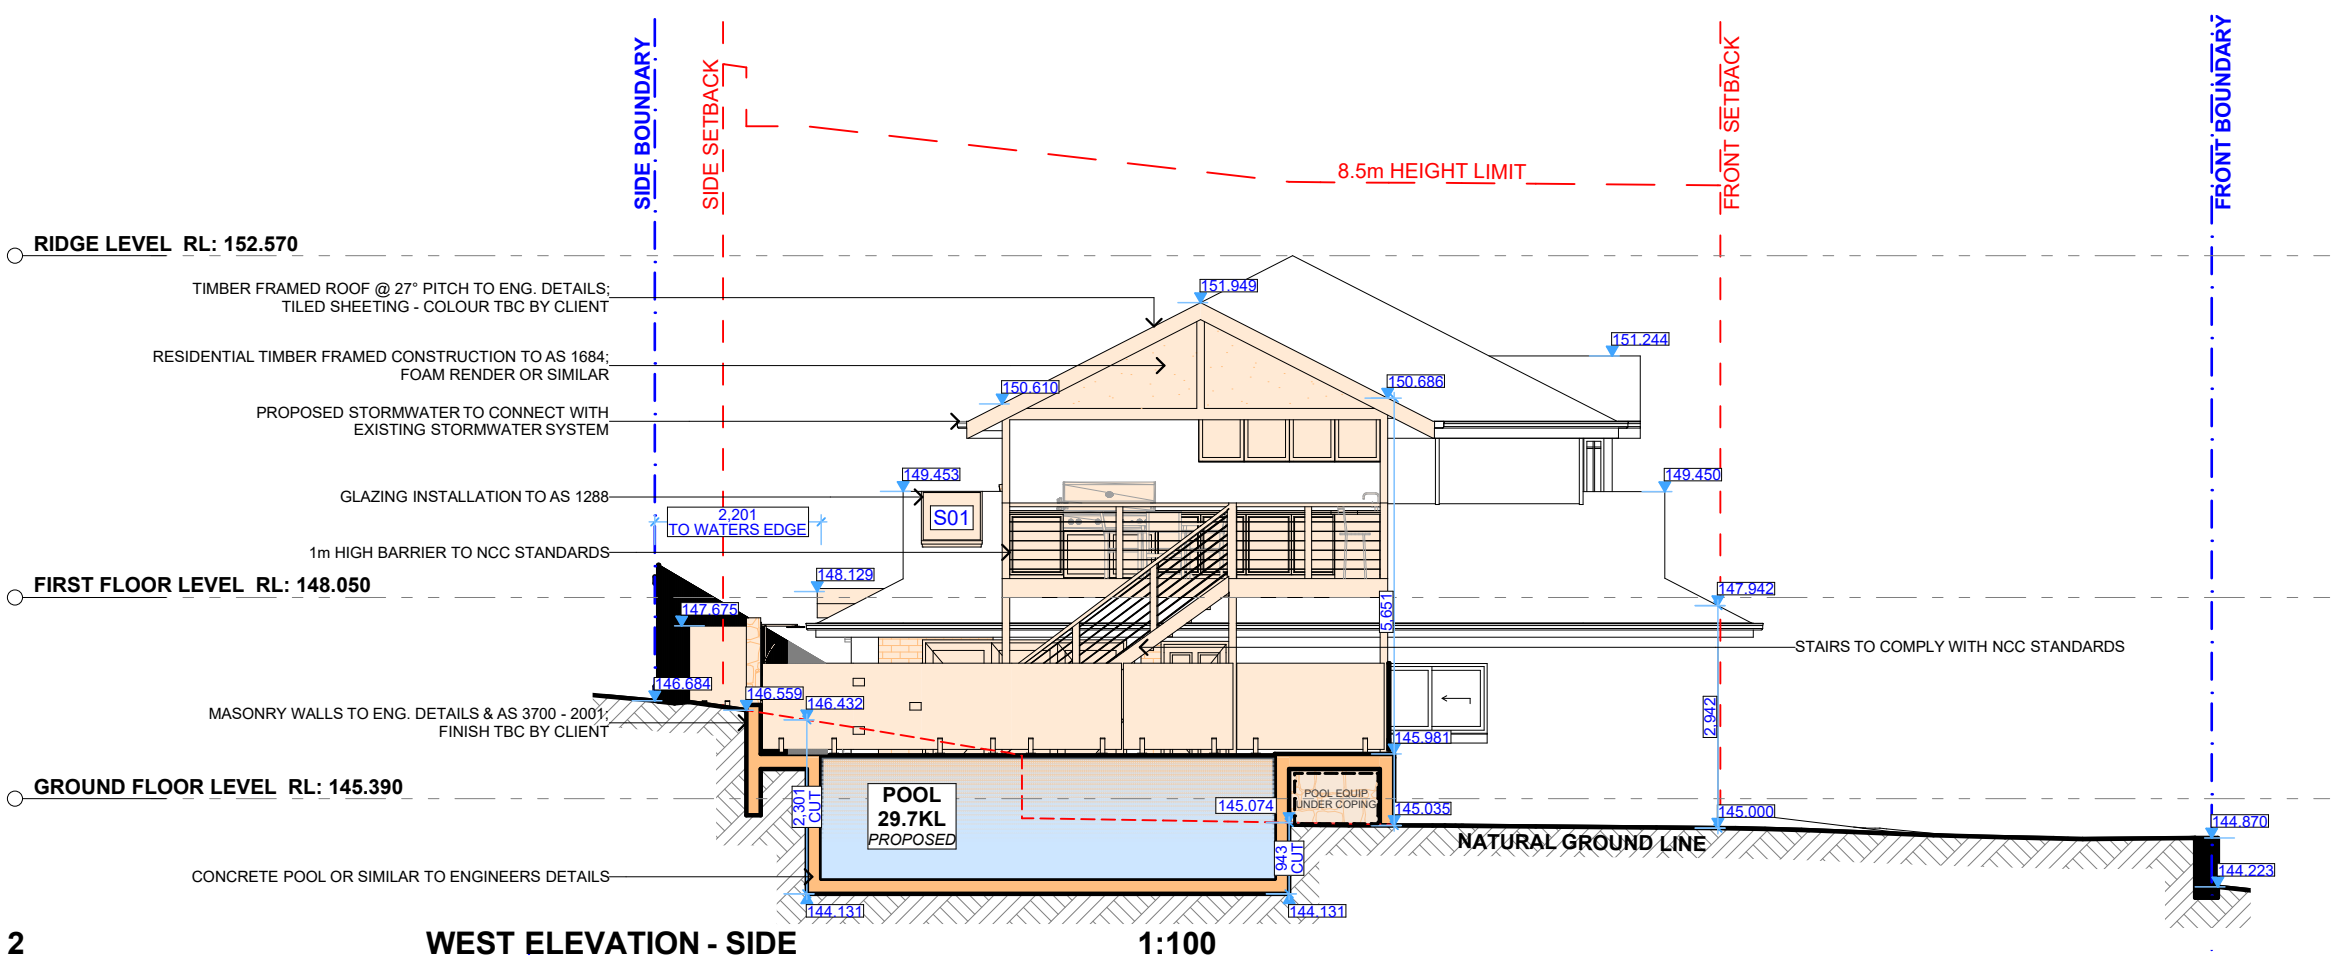 SIDE BOUNDARY
SIDE SETBACK
8.5m HEIGHT LIMIT
FRONT SETBACK
FRONT BOUNDARY
RIDGE LEVEL RL: 152.570
TIMBER FRAMED ROOF @ 27° PITCH TO ENG. DETAILS;
TILED SHEETING - COLOUR TBC BY CLIENT
151.949
151.244
RESIDENTIAL TIMBER FRAMED CONSTRUCTION TO AS 1684;
FOAM RENDER OR SIMILAR
150.610
150.686
PROPOSED STORMWATER TO CONNECT WITH
EXISTING STORMWATER SYSTEM
149.453
149.450
GLAZING INSTALLATION TO AS 1288
S01
2,201
TO WATERS EDGE
1m HIGH BARRIER TO NCC STANDARDS
FIRST FLOOR LEVEL RL: 148.050
148.129
147.942
147.675
5,651
STAIRS TO COMPLY WITH NCC STANDARDS
146.684
146.559
146.432
MASONRY WALLS TO ENG. DETAILS & AS 3700 - 2001;
FINISH TBC BY CLIENT
2,942
145.981
GROUND FLOOR LEVEL RL: 145.390
2,301
CUT
POOL
29.7KL
PROPOSED
145.074
POOL EQUIP
UNDER COPING
145.035
145.000
144.870
NATURAL GROUND LINE
943
CUT
144.223
CONCRETE POOL OR SIMILAR TO ENGINEERS DETAILS
144.131
144.131
2
WEST ELEVATION - SIDE
1:100